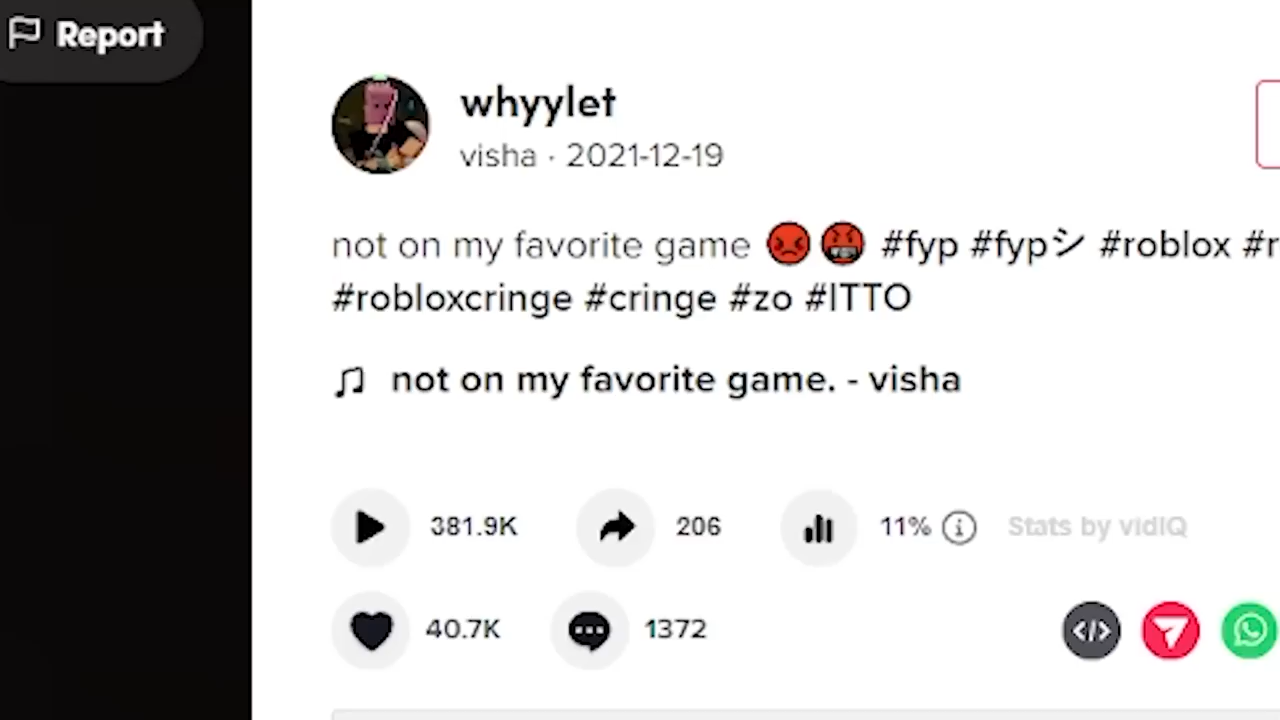 Report
whyylet
visha · 2021-12-19
not on my favorite game 😡🤬 #fyp #fypシ #roblox #r
#robloxcringe #cringe #zo #ITTO
not on my favorite game. - visha
381.9K 206 11% Stats by vidIQ
40.7K 1372